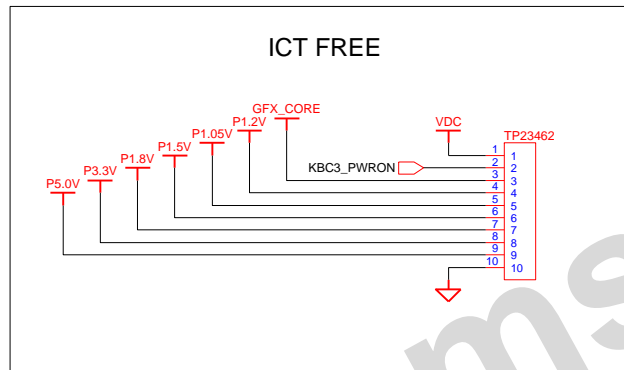 ICT FREE
GFX_CORE
P1.2V
VDC
P1.05V
TP23462
P1.5V
P1.8V
P3.3V
P5.0V
KBC3_PWRON
1 1
2 2
3 3
4 4
5 5
6 6
7 7
8 8
9 9
10 10
ms